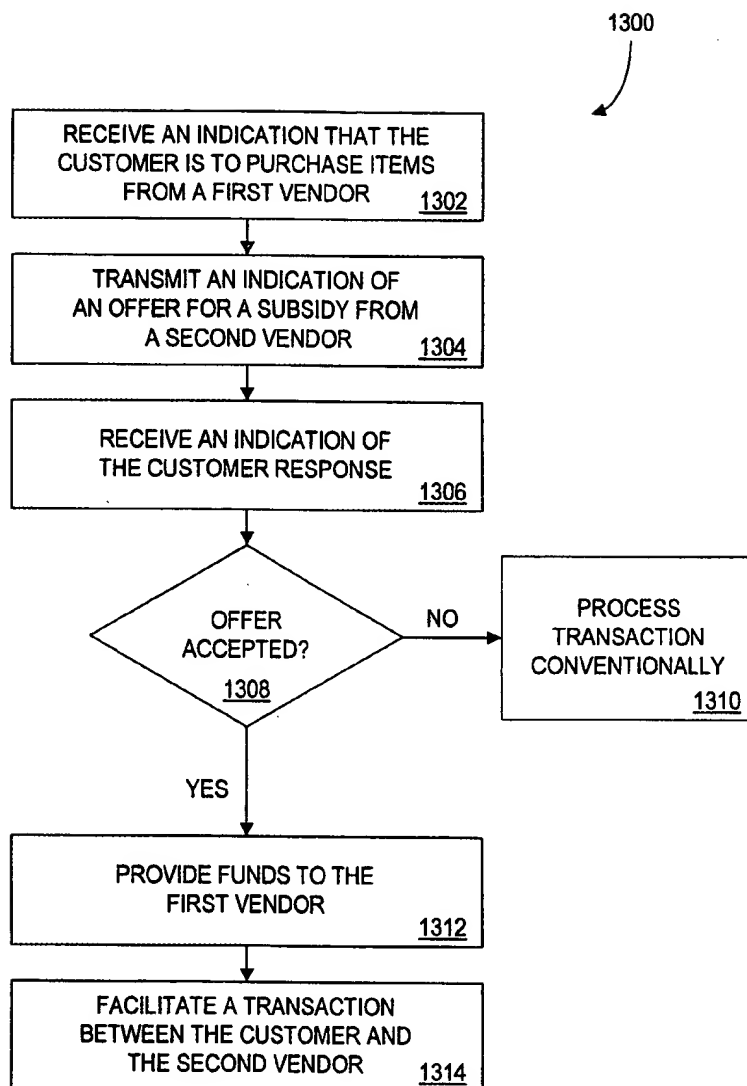 1300
RECEIVE AN INDICATION THAT THE
CUSTOMER IS TO PURCHASE ITEMS
FROM A FIRST VENDOR
1302
TRANSMIT AN INDICATION OF
AN OFFER FOR A SUBSIDY FROM
A SECOND VENDOR
1304
RECEIVE AN INDICATION OF
THE CUSTOMER RESPONSE
1306
OFFER
ACCEPTED?
1308
NO
PROCESS
TRANSACTION
CONVENTIONALLY
1310
YES
PROVIDE FUNDS TO THE
FIRST VENDOR
1312
FACILITATE A TRANSACTION
BETWEEN THE CUSTOMER AND
THE SECOND VENDOR
1314